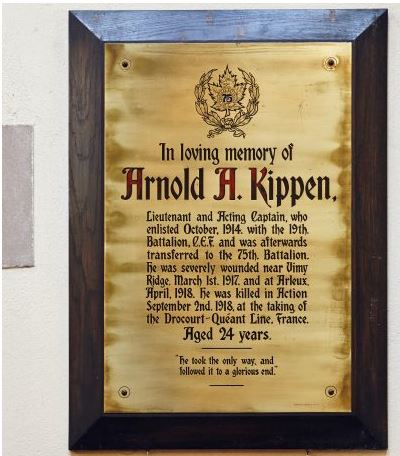 75
In loving memory of
Arnold A. Kippen,
Lieutenant and Acting Captain, who
enlisted October, 1914, with the 19th.
Battalion, C.E.F. and was afterwards
transferred to the 75th. Battalion.
He was severely wounded near Vimy
Ridge, March 1st. 1917, and at Arleux,
April, 1918. He was killed in Action
September 2nd. 1918, at the taking of
the Drocourt-Quéant Line, France.
Aged 24 years.
"He took the only way, and
followed it to a glorious end."